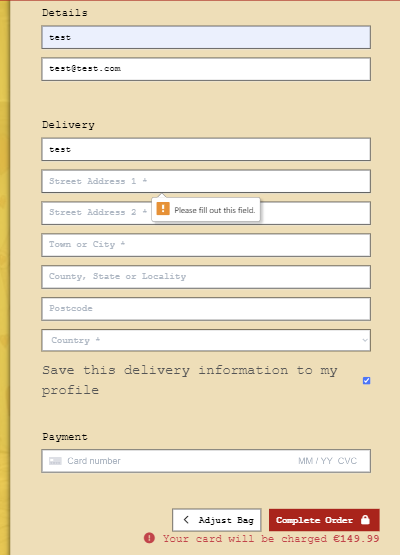 Details
test
test@test.com
Delivery
test
Street Address 1 *
Street Address 2 *
Please fill out this field.
Town or City *
County, State or Locality
Postcode
Country *
Save this delivery information to my
profile
Payment
Card number MM / YY CVC
Adjust Bag Complete Order
Your card will be charged €149.99